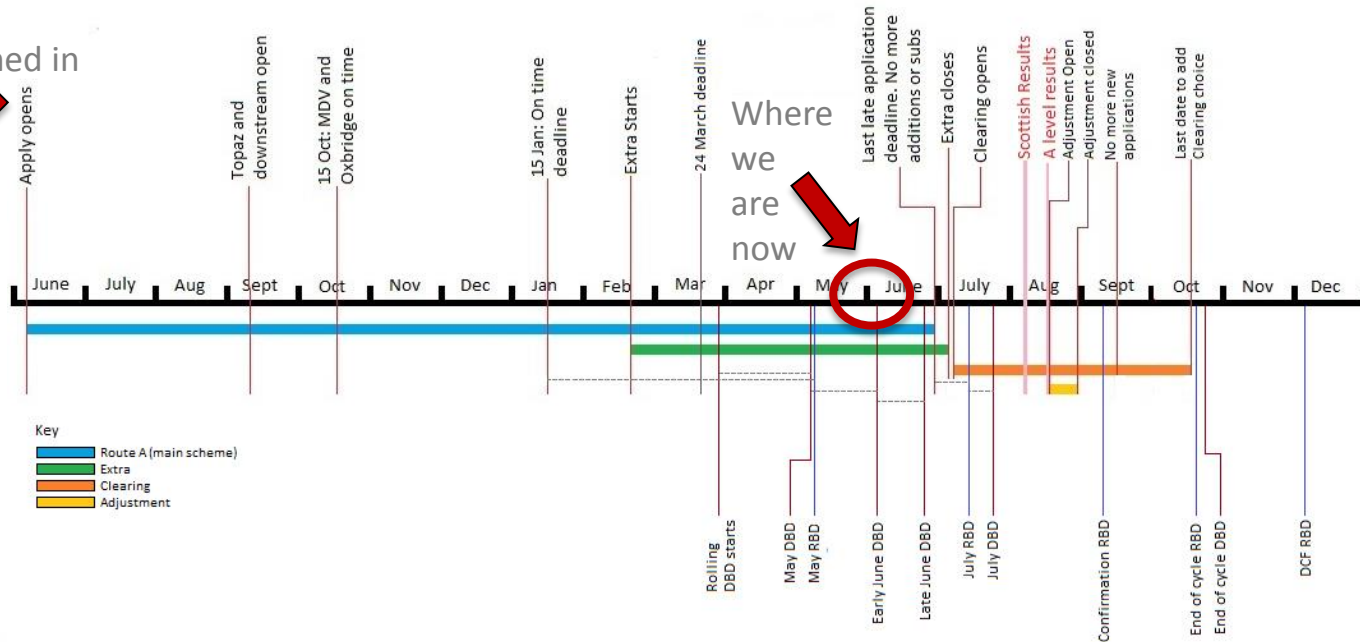 ned in
Apply opens
Topaz and
downstream open
15 Oct: MDV and
Oxbridge on time
15 Jan: On time
deadline
Extra Starts
24 March deadline
Where
we
are
now
Last late application
deadline. No more
additions or subs
Extra closes
Clearing opens
Scottish Results
A level results
Adjustment Open
Adjustment closed
No more new
applications
Last date to add
Clearing choice
June July Aug Sept Oct Nov Dec Jan Feb Mar Apr May June July Aug Sept Oct Nov Dec
Key
Route A (main scheme)
Extra
Clearing
Adjustment
Rolling
DBD starts
May DBD
May RBD
Early June DBD
Late June DBD
July RBD
July DBD
Confirmation RBD
End of cycle RBD
End of cycle DBD
DCF RBD